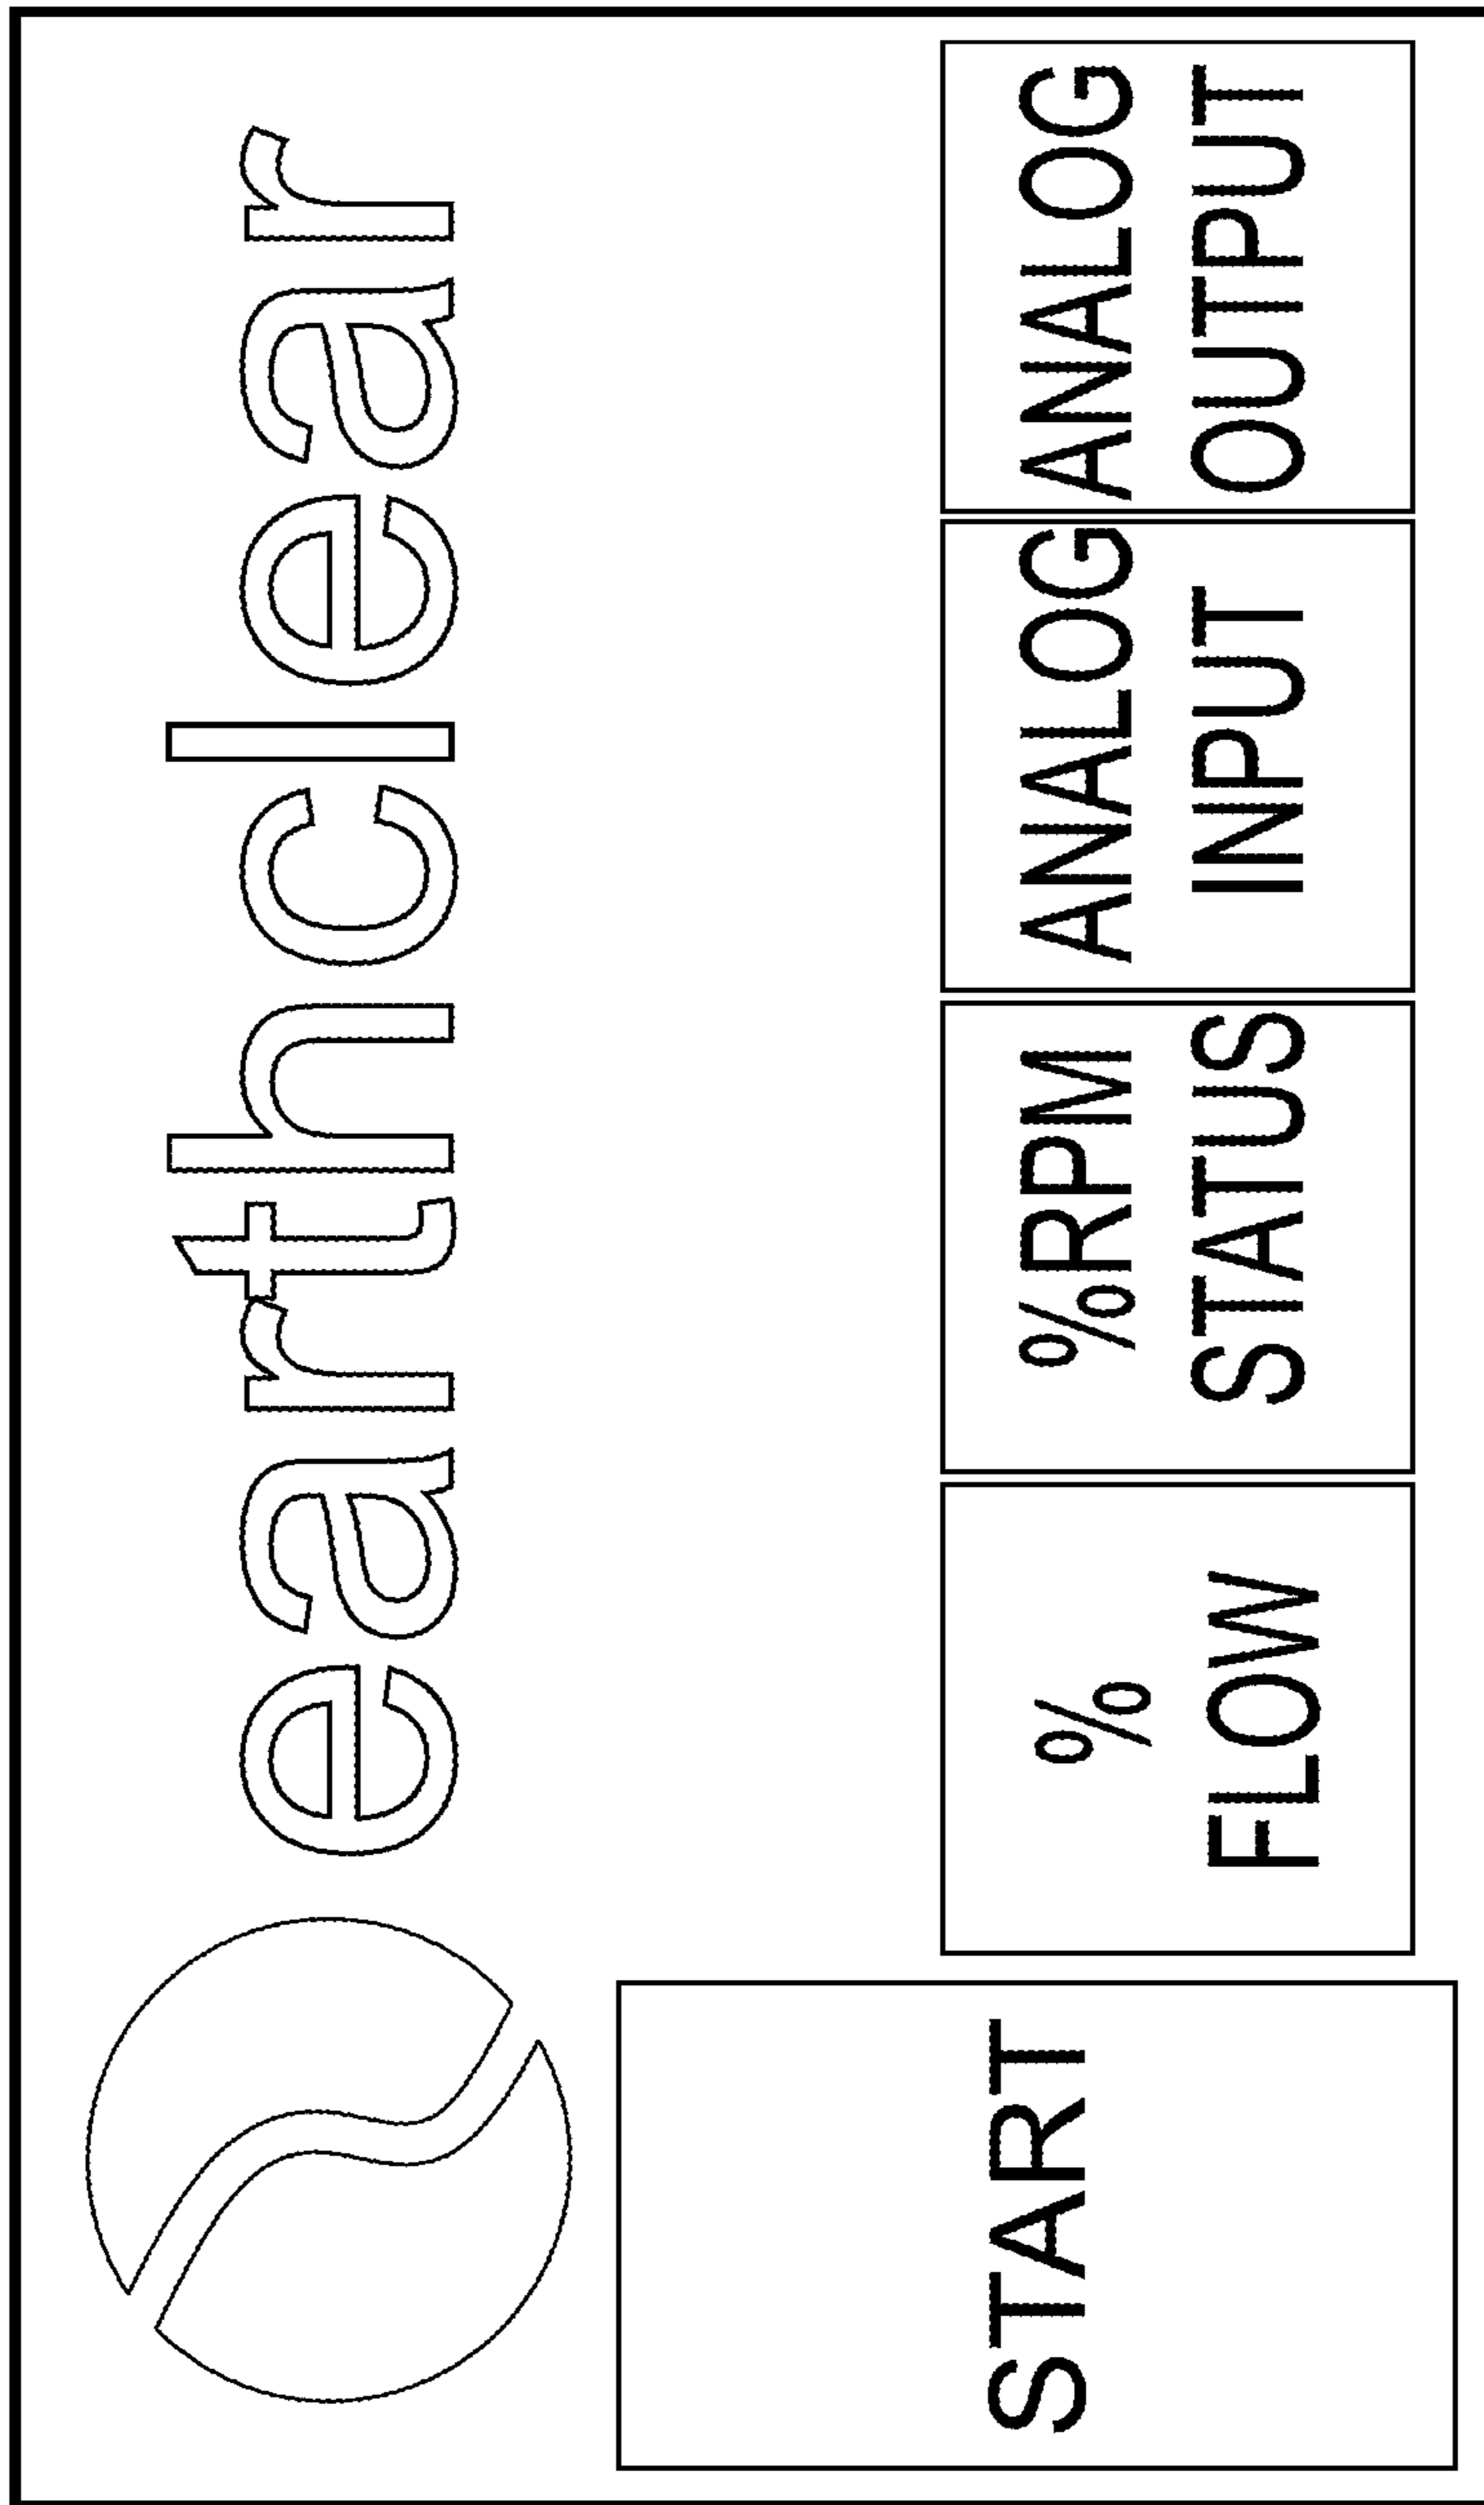 earthclear
START
%
FLOW
%RPM
STATUS
ANALOG
INPUT
ANALOG
OUTPUT